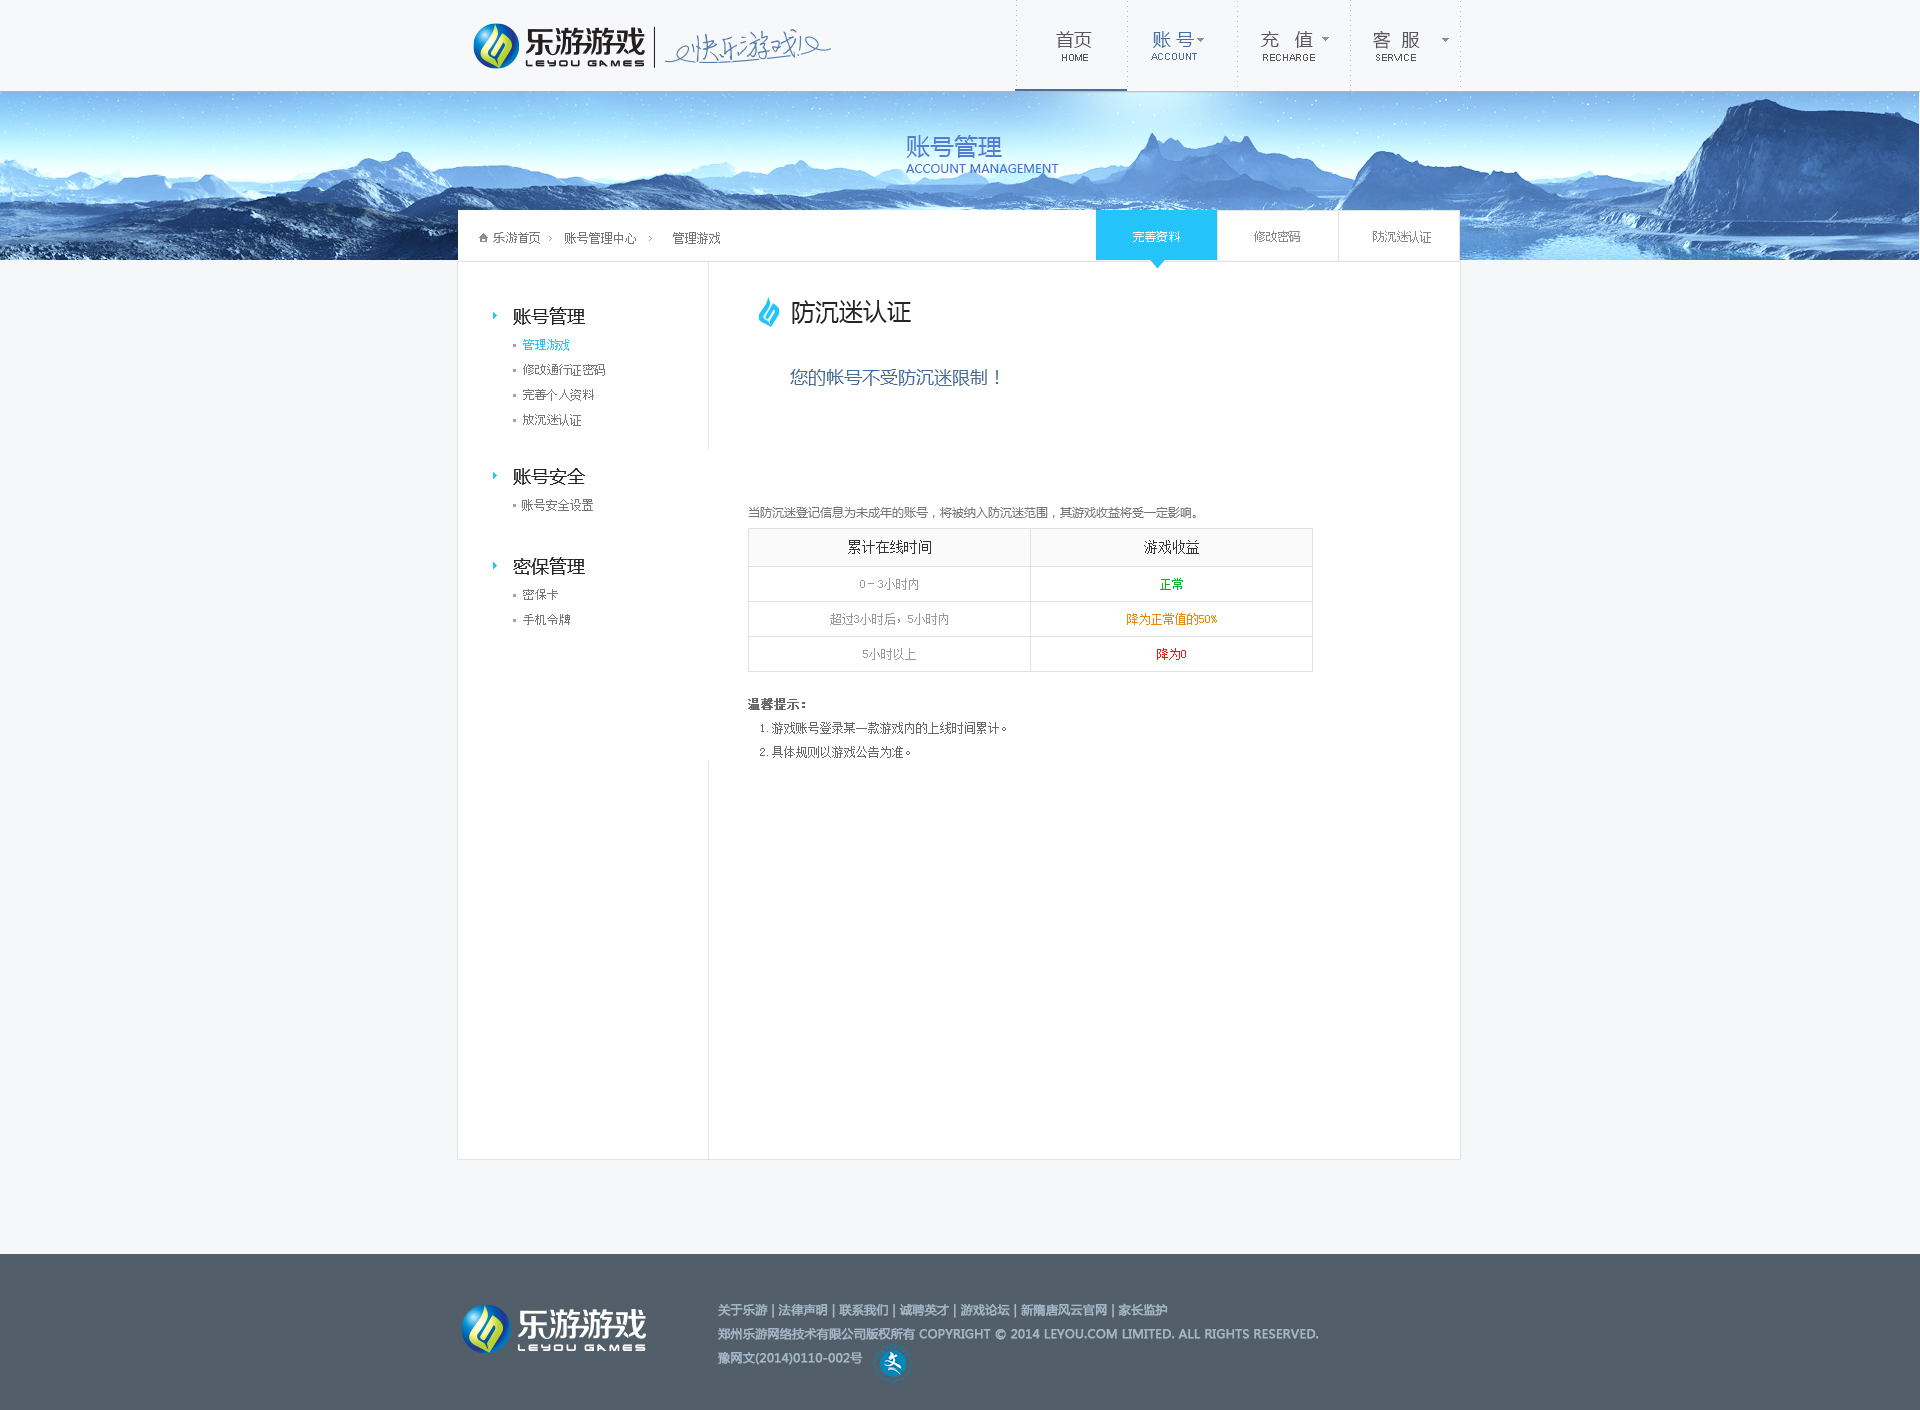 乐游游戏
LEYOU GAMES
快乐游戏
首页
HOME
账 号
ACCOUNT
充 值
RECHARGE
客 服
SERVICE
账号管理
ACCOUNT MANAGEMENT
乐游首页 > 账号管理中心 > 管理游戏
完善资料
修改密码
防沉迷认证
账号管理
管理游戏
修改通行证密码
完善个人资料
放沉迷认证
账号安全
账号安全设置
密保管理
密保卡
手机令牌
防沉迷认证
您的帐号不受防沉迷限制！
当防沉迷登记信息为未成年的账号，将被纳入防沉迷范围，其游戏收益将受一定影响。
累计在线时间 游戏收益
0－3小时内 正常
超过3小时后，5小时内 降为正常值的50%
5小时以上 降为0
温馨提示：
1. 游戏账号登录某一款游戏内的上线时间累计。
2. 具体规则以游戏公告为准。
乐游游戏
LEYOU GAMES
关于乐游 | 法律声明 | 联系我们 | 诚聘英才 | 游戏论坛 | 新隋唐风云官网 | 家长监护
郑州乐游网络技术有限公司版权所有 COPYRIGHT © 2014 LEYOU.COM LIMITED. ALL RIGHTS RESERVED.
豫网文(2014)0110-002号
文